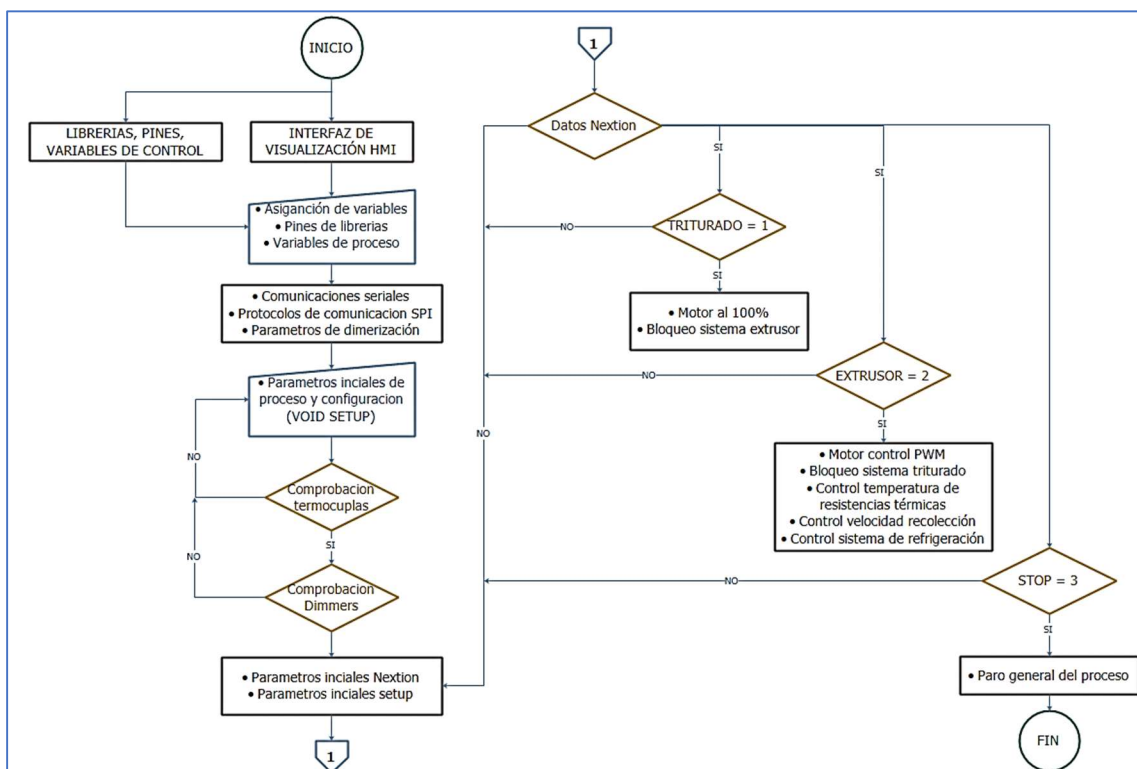 INICIO
LIBRERIAS, PINES,
VARIABLES DE CONTROL
INTERFAZ DE
VISUALIZACIÓN HMI
• Asigancíón de variables
• Pines de librerias
• Variables de proceso
• Comunicaciones seriales
• Protocolos de comunicacion SPI
• Parametros de dimerización
• Parametros inciales de
proceso y configuracion
(VOID SETUP)
NO
Comprobacion
termocuplas
SI
NO
Comprobacion
Dimmers
• Parametros inciales Nextion
• Parametros inciales setup
1
1
Datos Nextion
SI
SI
TRITURADO = 1
NO
SI
• Motor al 100%
• Bloqueo sistema extrusor
EXTRUSOR = 2
NO
SI
NO
• Motor control PWM
• Bloqueo sistema triturado
• Control temperatura de
resistencias térmicas
• Control velocidad recolección
• Control sistema de refrigeración
STOP = 3
NO
SI
• Paro general del proceso
FIN